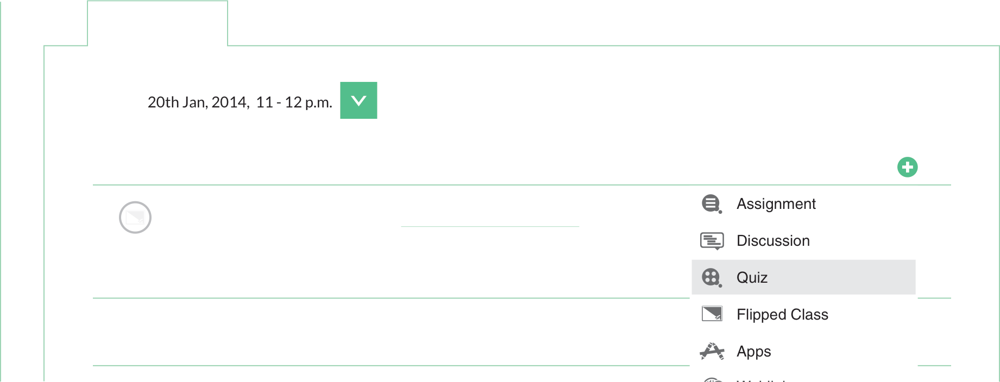 20th Jan, 2014, 11 - 12 p.m.
Assignment
Discussion
Quiz
Flipped Class
Apps